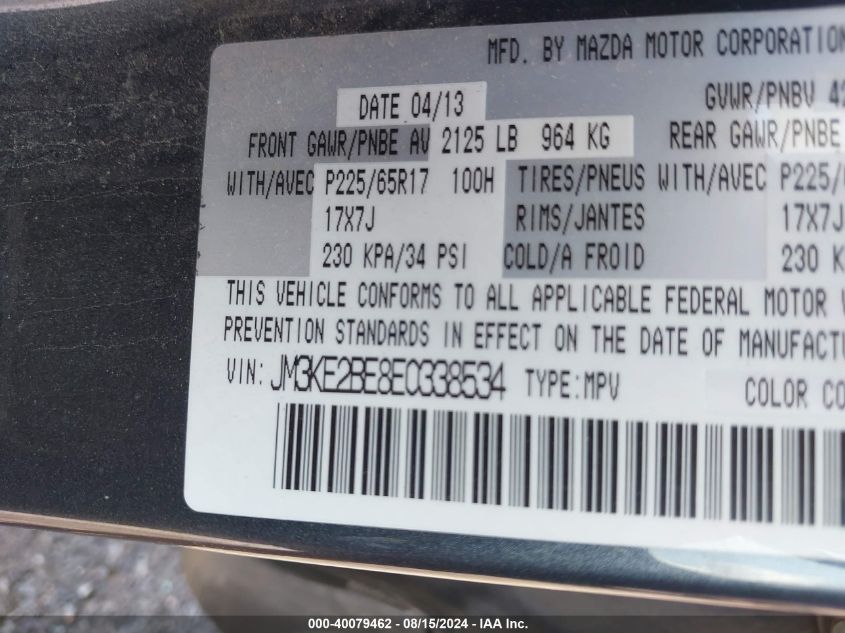 MFD. BY MAZDA MOTOR CORPORATION
DATE 04/13
GVWR/PNBV 42
FRONT GAWR/PNBE AV 2125 LB 964 KG REAR GAWR/PNBE
WITH/AVEC P225/65R17 100H TIRES/PNEUS WITH/AVEC P225/
17X7J RIMS/JANTES 17X7J
230 KPA/34 PSI COLD/A FROID 230 K
THIS VEHICLE CONFORMS TO ALL APPLICABLE FEDERAL MOTOR V
PREVENTION STANDARDS IN EFFECT ON THE DATE OF MANUFACTU
VIN: JM3KE2BE8E0338534 TYPE:MPV COLOR CO
000-40079462 - 08/15/2024 - IAA Inc.